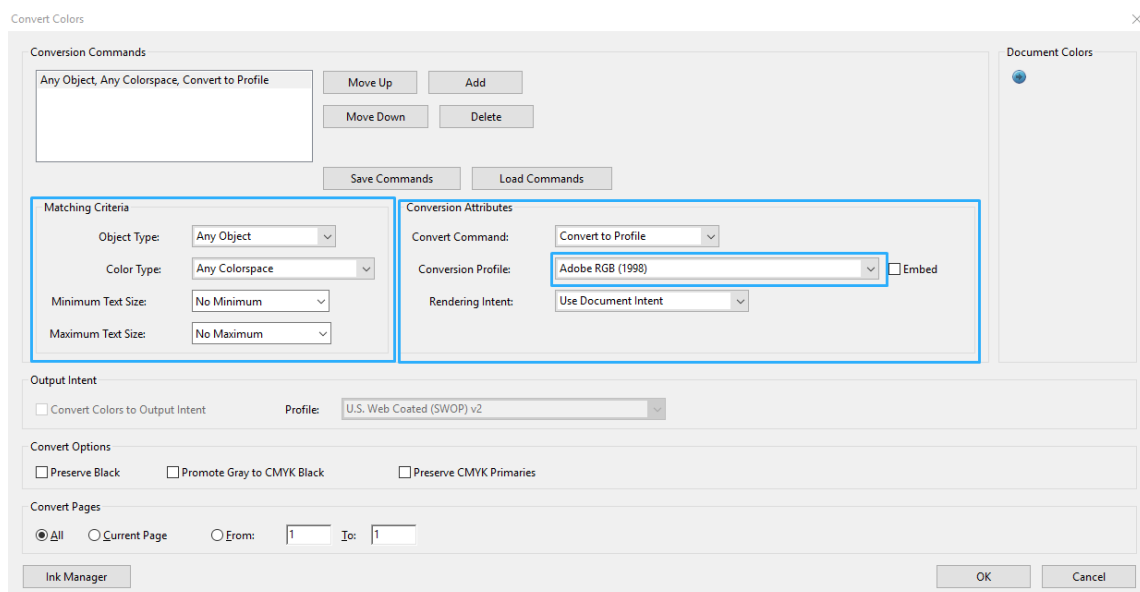 Convert Colors
Conversion Commands
Any Object, Any Colorspace, Convert to Profile
Move Up
Add
Move Down
Delete
Save Commands
Load Commands
Document Colors
Matching Criteria
Object Type: Any Object
Color Type: Any Colorspace
Minimum Text Size: No Minimum
Maximum Text Size: No Maximum
Conversion Attributes
Convert Command: Convert to Profile
Conversion Profile: Adobe RGB (1998) Embed
Rendering Intent: Use Document Intent
Output Intent
Convert Colors to Output Intent Profile: U.S. Web Coated (SWOP) v2
Convert Options
Preserve Black Promote Gray to CMYK Black Preserve CMYK Primaries
Convert Pages
All Current Page From: 1 To: 1
Ink Manager OK Cancel